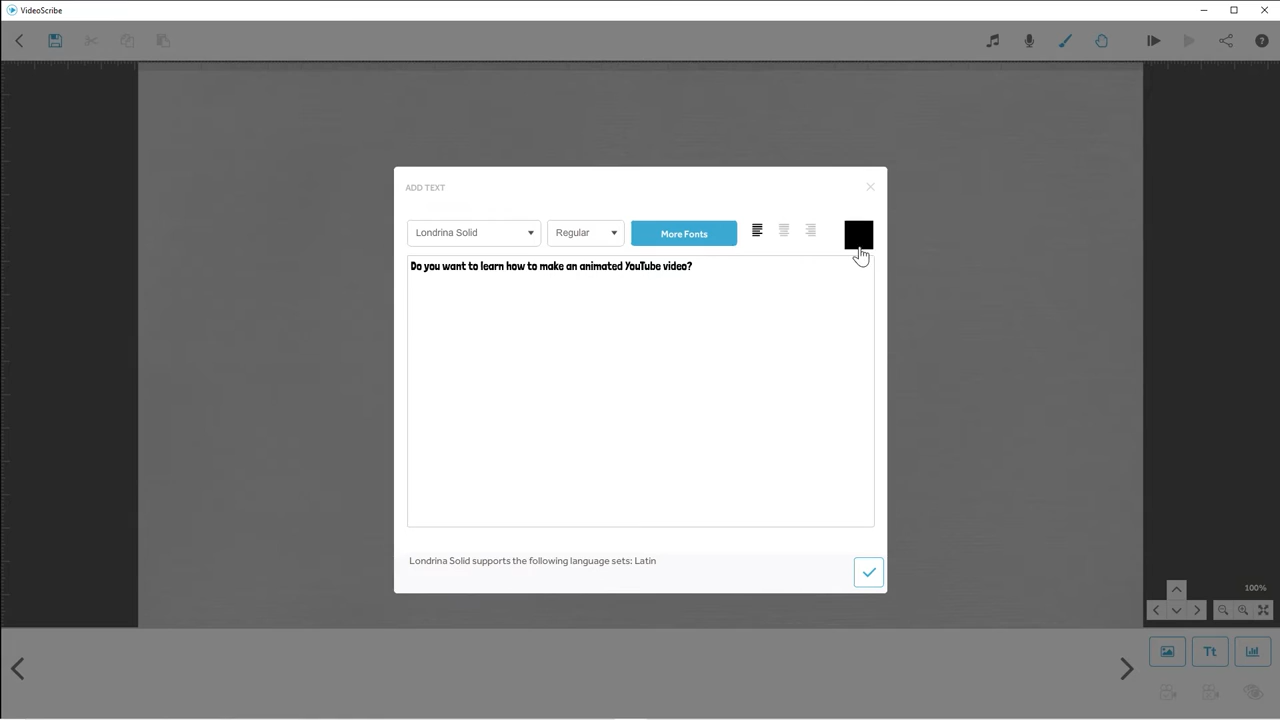 VideoScribe
ADD TEXT
Londrina Solid
Regular
More Fonts
Do you want to learn how to make an animated YouTube video?
Londrina Solid supports the following language sets: Latin
100%
Tt